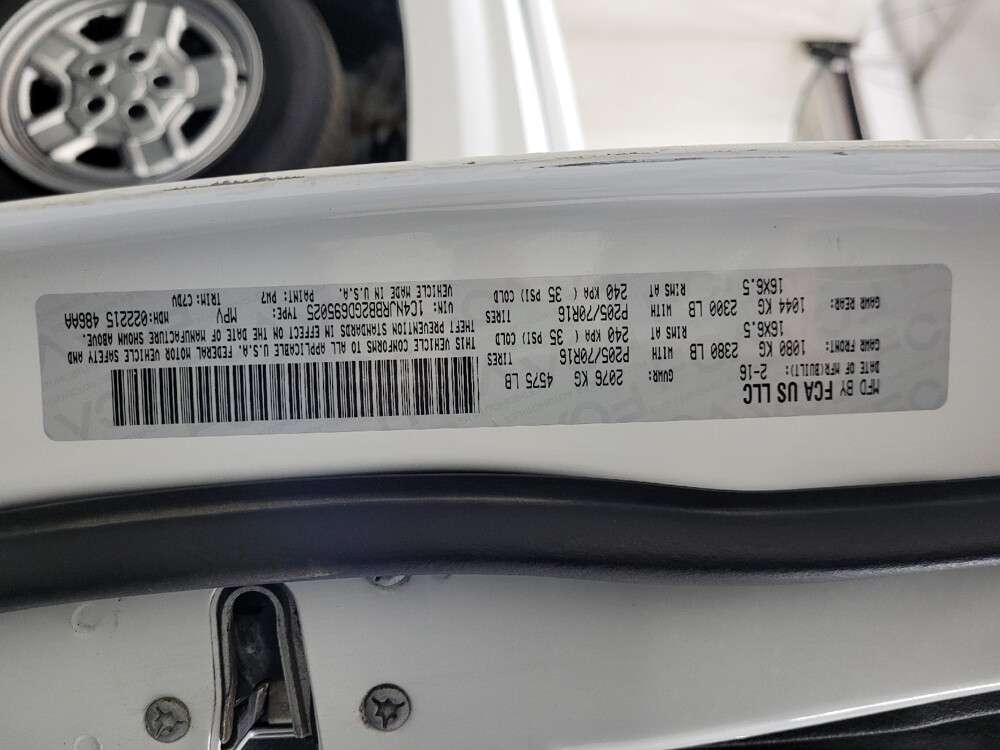 MFD BY FCA US LLC
DATE OF MFR(BUILT): 2-16
GVWR: 2076 KG 4575 LB
GAWR FRONT: 1080 KG 2380 LB WITH P205/70R16 TIRES
16X6.5 RIMS AT 240 KPA ( 35 PSI) COLD
GAWR REAR: 1044 KG 2300 LB WITH P205/70R16 TIRES
16X6.5 RIMS AT 240 KPA ( 35 PSI) COLD
THIS VEHICLE CONFORMS TO ALL APPLICABLE U.S.A. FEDERAL MOTOR VEHICLE SAFETY AND
THEFT PREVENTION STANDARDS IN EFFECT ON THE DATE OF MANUFACTURE SHOWN ABOVE.
VIN: 1C4NJRBB2GD635025 TYPE: MPV MDH:022215 486AA
VEHICLE MADE IN U.S.A. PAINT: PW7 TRIM: C7DV